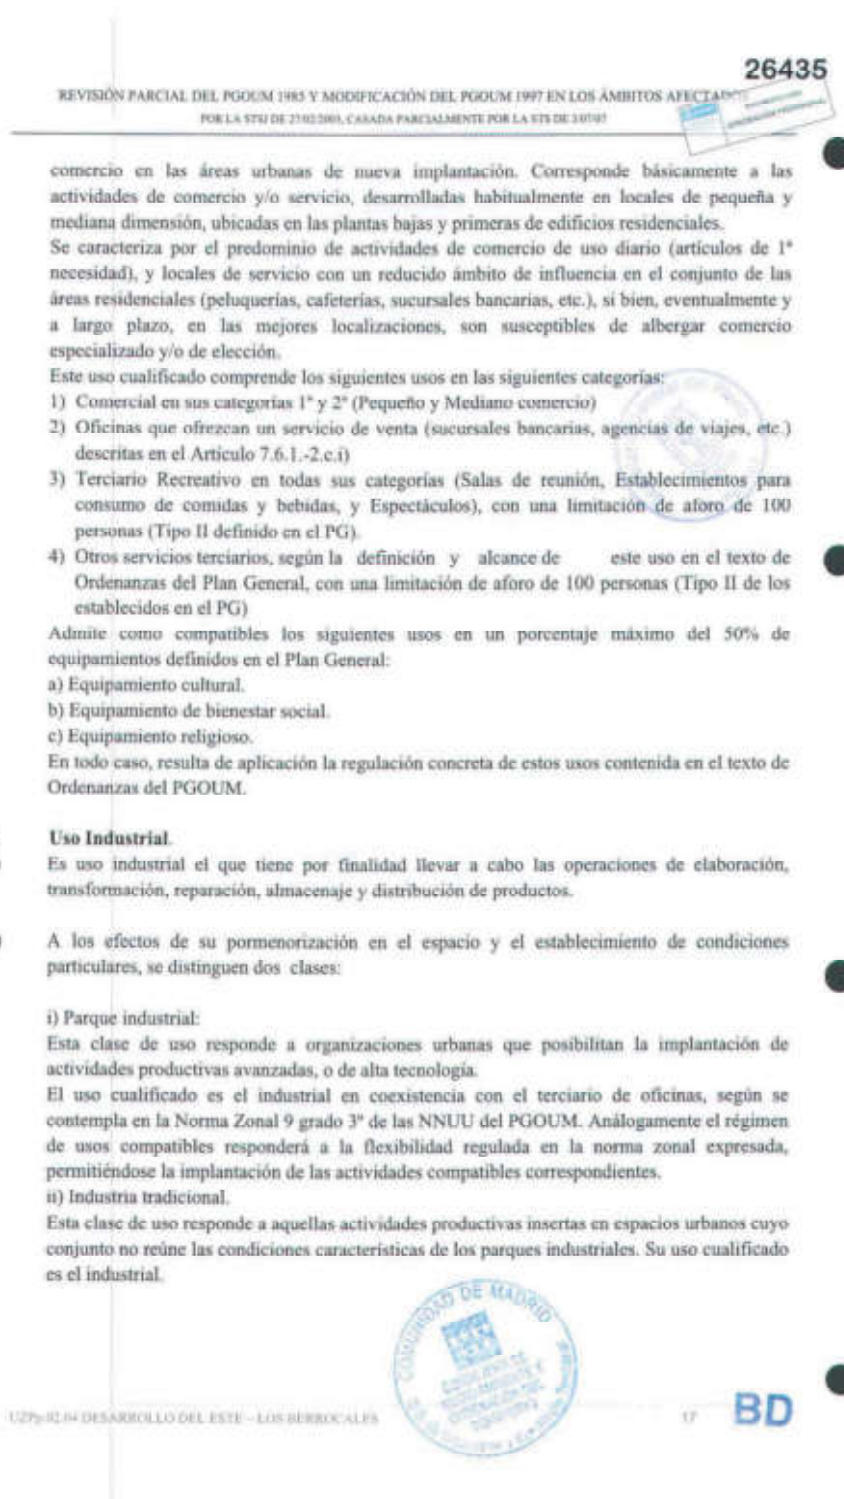 26435
REVISIÓN PARCIAL DEL PGOUM 1985 Y MODIFICACIÓN DEL PGOUM 1997 EN LOS ÁMBITOS AFECTADOS
POR LA STSJ DE 27/02/2003, CASADA PARCIALMENTE POR LA STS DE 3/07/07
comercio en las áreas urbanas de nueva implantación. Corresponde básicamente a las
actividades de comercio y/o servicio, desarrolladas habitualmente en locales de pequeña y
mediana dimensión, ubicadas en las plantas bajas y primeras de edificios residenciales.
Se caracteriza por el predominio de actividades de comercio de uso diario (artículos de 1ª
necesidad), y locales de servicio con un reducido ámbito de influencia en el conjunto de las
áreas residenciales (peluquerías, cafeterías, sucursales bancarias, etc.), si bien, eventualmente y
a largo plazo, en las mejores localizaciones, son susceptibles de albergar comercio
especializado y/o de elección.
Este uso cualificado comprende los siguientes usos en las siguientes categorías:
1) Comercial en sus categorías 1ª y 2ª (Pequeño y Mediano comercio)
2) Oficinas que ofrezcan un servicio de venta (sucursales bancarias, agencias de viajes, etc.)
descritas en el Artículo 7.6.1.-2.c.i)
3) Terciario Recreativo en todas sus categorías (Salas de reunión, Establecimientos para
consumo de comidas y bebidas, y Espectáculos), con una limitación de aforo de 100
personas (Tipo II definido en el PG).
4) Otros servicios terciarios, según la definición y alcance de este uso en el texto de
Ordenanzas del Plan General, con una limitación de aforo de 100 personas (Tipo II de los
establecidos en el PG)
Admite como compatibles los siguientes usos en un porcentaje máximo del 50% de
equipamientos definidos en el Plan General:
a) Equipamiento cultural.
b) Equipamiento de bienestar social.
c) Equipamiento religioso.
En todo caso, resulta de aplicación la regulación concreta de estos usos contenida en el texto de
Ordenanzas del PGOUM.
Uso Industrial.
Es uso industrial el que tiene por finalidad llevar a cabo las operaciones de elaboración,
transformación, reparación, almacenaje y distribución de productos.
A los efectos de su pormenorización en el espacio y el establecimiento de condiciones
particulares, se distinguen dos clases:
i) Parque industrial:
Esta clase de uso responde a organizaciones urbanas que posibilitan la implantación de
actividades productivas avanzadas, o de alta tecnología.
El uso cualificado es el industrial en coexistencia con el terciario de oficinas, según se
contempla en la Norma Zonal 9 grado 3º de las NNUU del PGOUM. Análogamente el régimen
de usos compatibles responderá a la flexibilidad regulada en la norma zonal expresada,
permitiéndose la implantación de las actividades compatibles correspondientes.
ii) Industria tradicional.
Esta clase de uso responde a aquellas actividades productivas insertas en espacios urbanos cuyo
conjunto no reúne las condiciones características de los parques industriales. Su uso cualificado
es el industrial.
COMUNIDAD DE MADRID
UZPp.02.04 DESARROLLO DEL ESTE – LOS BERROCALES
17
BD